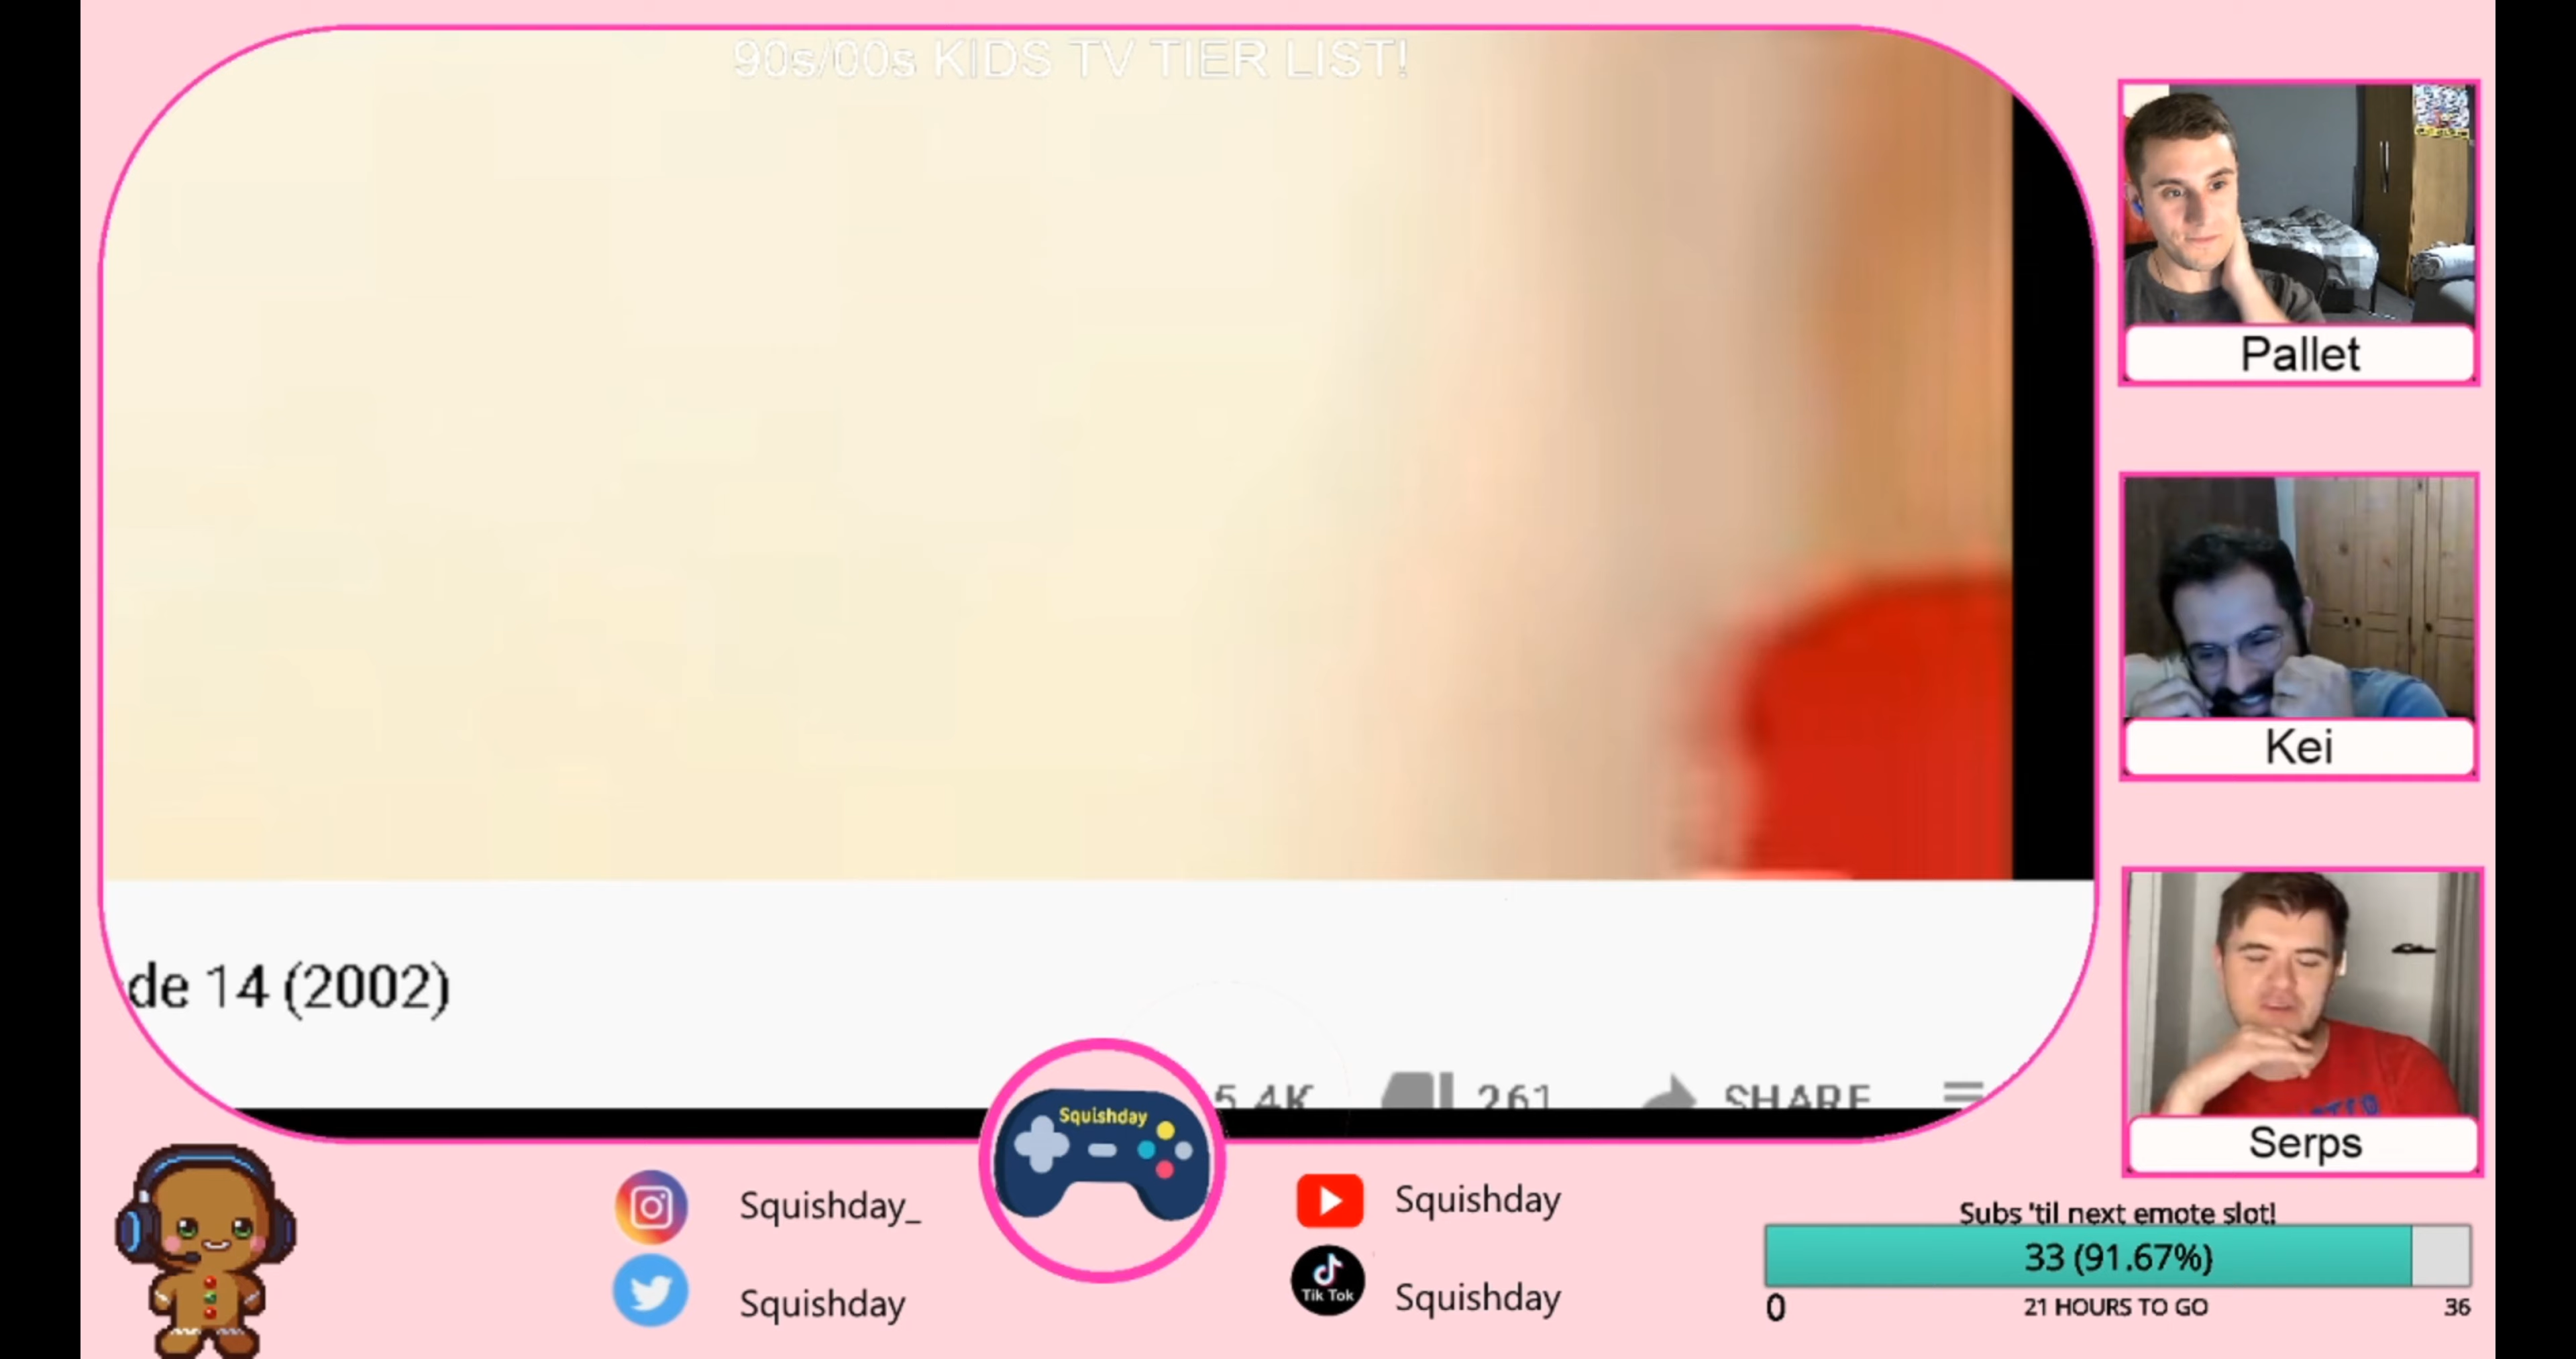 90s/00s KIDS TV TIER LIST!
Pallet
Kei
de 14 (2002)
5.4K 261 SHARE
Serps
Squishday
Squishday_
Squishday
Squishday
Tik Tok
Squishday
Subs 'til next emote slot!
33 (91.67%)
0 21 HOURS TO GO 36